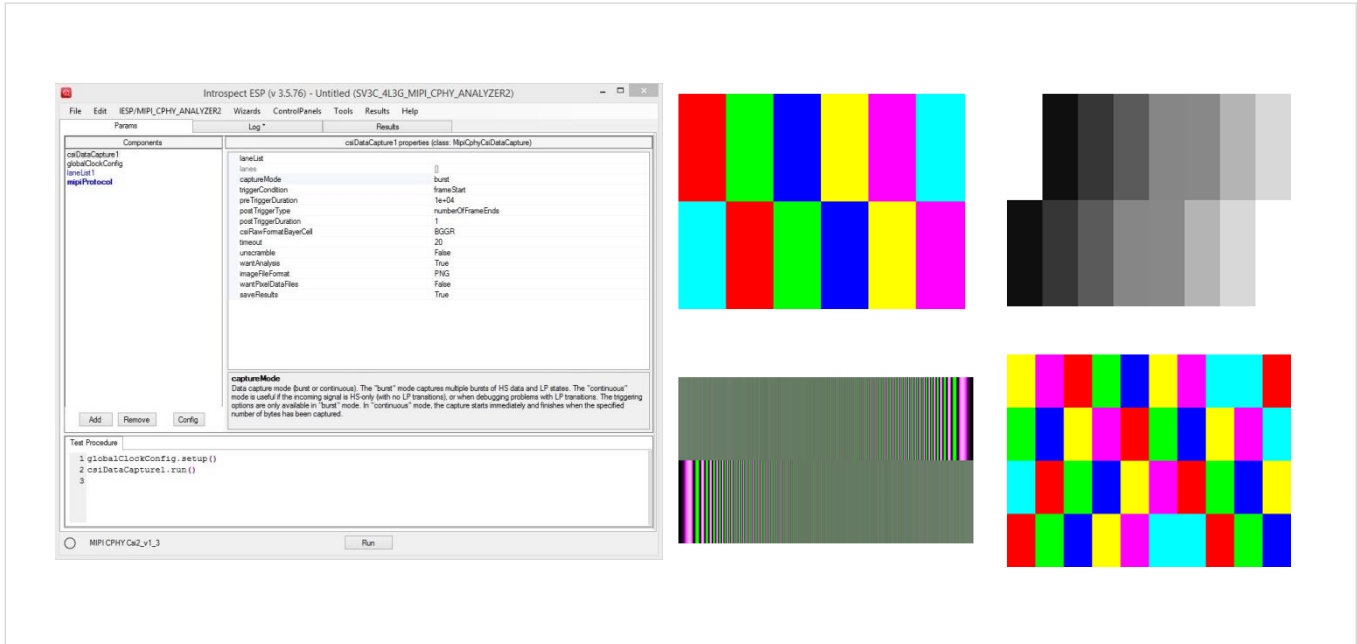 Introspect ESP (v 3.5.76) - Untitled (SV3C_4L3G_MIPI_CPHY_ANALYZER2)
File Edit IESP/MIPI_CPHY_ANALYZER2 Wizards ControlPanels Tools Results Help
Params Log * Results
Components
csiDataCapture1
globalClockConfig
laneList1
mipiProtocol
csiDataCapture1 properties (class: MipiCphyCsiDataCapture)
laneList
lanes []
captureMode burst
triggerCondition frameStart
preTriggerDuration 1e+04
postTriggerType numberOfFrameEnds
postTriggerDuration 1
csiRawFormatBayerCell BGGR
timeout 20
unscramble False
wantAnalysis True
imageFileFormat PNG
wantPixelDataFiles False
saveResults True
captureMode
Data capture mode (burst or continuous). The "burst" mode captures multiple bursts of HS data and LP states. The "continuous"
mode is useful if the incoming signal is HS-only (with no LP transitions), or when debugging problems with LP transitions. The triggering
options are only available in "burst" mode. In "continuous" mode, the capture starts immediately and finishes when the specified
number of bytes has been captured.
Add Remove Config
Test Procedure
1 globalClockConfig.setup()
2 csiDataCapture1.run()
3
MIPI CPHY Csi2_v1_3 Run